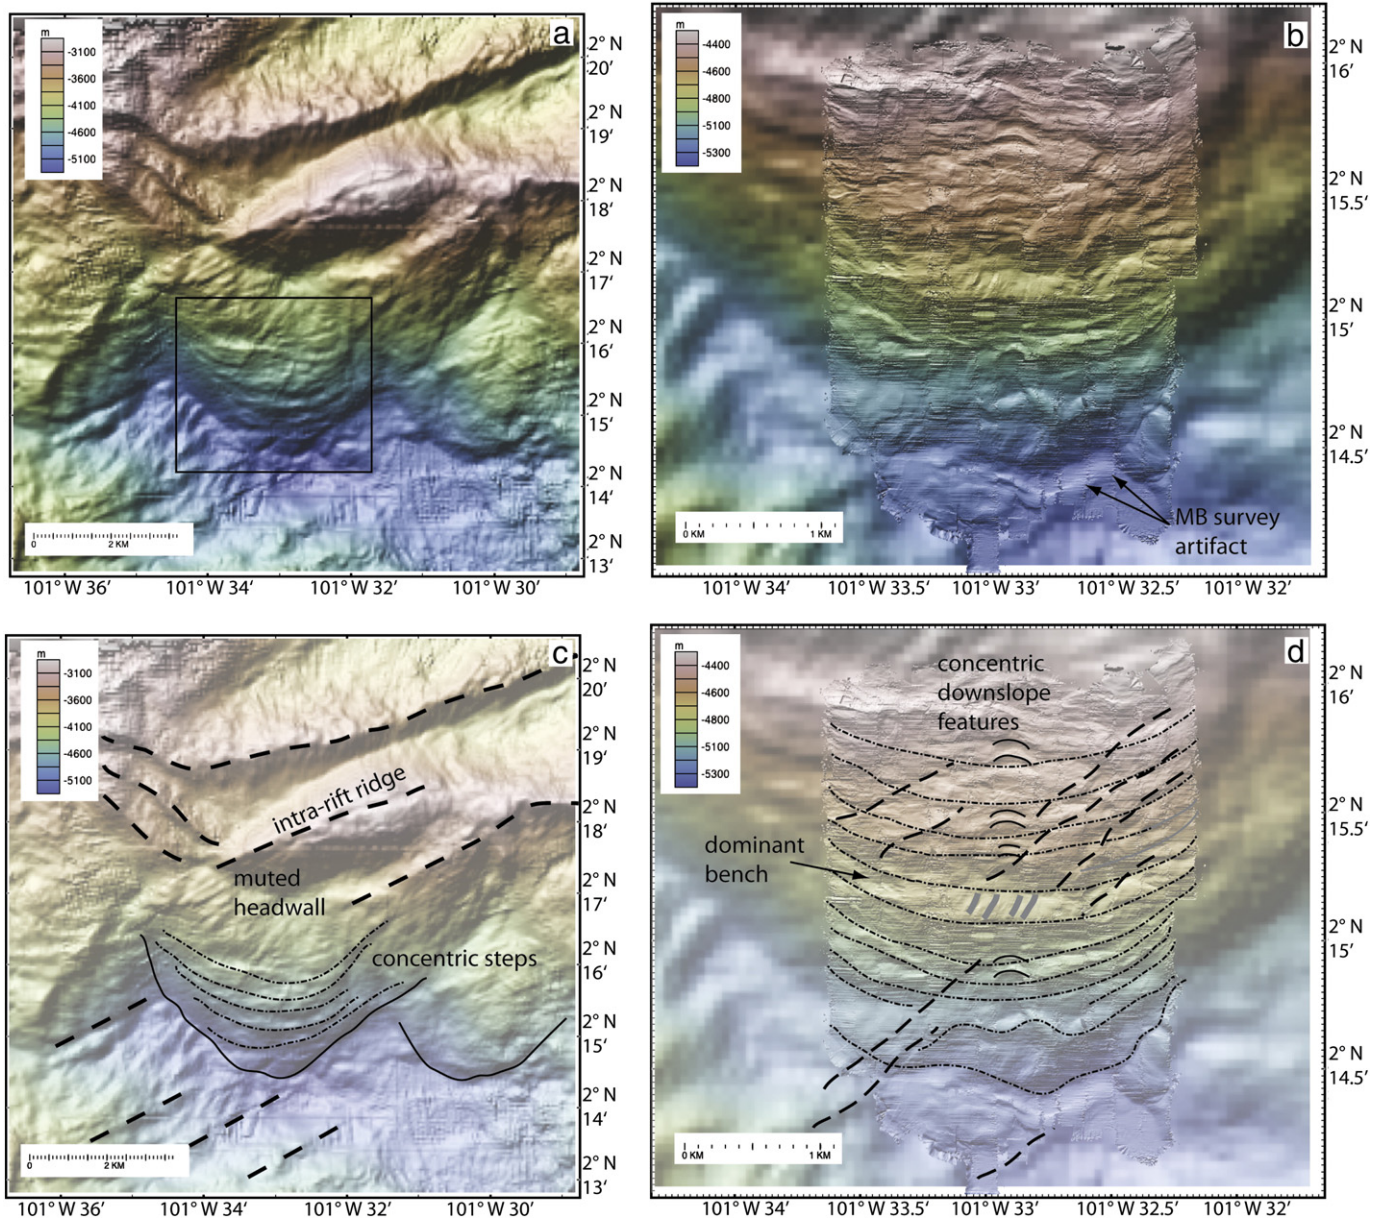 a
m
-3100
-3600
-4100
-4600
-5100
2° N
20'
2° N
19'
2° N
18'
2° N
17'
2° N
16'
2° N
15'
2° N
14'
2° N
13'
0 2 KM
101° W 36' 101° W 34' 101° W 32' 101° W 30'
b
m
-4400
-4600
-4800
-5100
-5300
2° N
16'
2° N
15.5'
2° N
15'
2° N
14.5'
MB survey
artifact
0 KM 1 KM
101° W 34' 101° W 33.5' 101° W 33' 101° W 32.5' 101° W 32'
c
m
-3100
-3600
-4100
-4600
-5100
2° N
20'
2° N
19'
2° N
18'
2° N
17'
2° N
16'
2° N
15'
2° N
14'
2° N
13'
intra-rift ridge
muted
headwall
concentric steps
0 2 KM
101° W 36' 101° W 34' 101° W 32' 101° W 30'
d
m
-4400
-4600
-4800
-5100
-5300
concentric
downslope
features
dominant
bench
2° N
16'
2° N
15.5'
2° N
15'
2° N
14.5'
0 KM 1 KM
101° W 34' 101° W 33.5' 101° W 33' 101° W 32.5' 101° W 32'